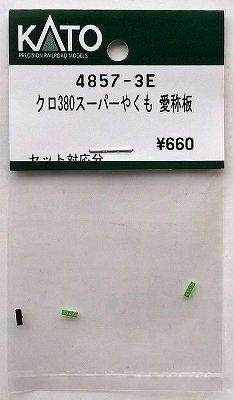 KATO
PRECISION RAILROAD MODELS
4857-3E
クロ380スーパーやくも 愛称板
¥660
セット対応分